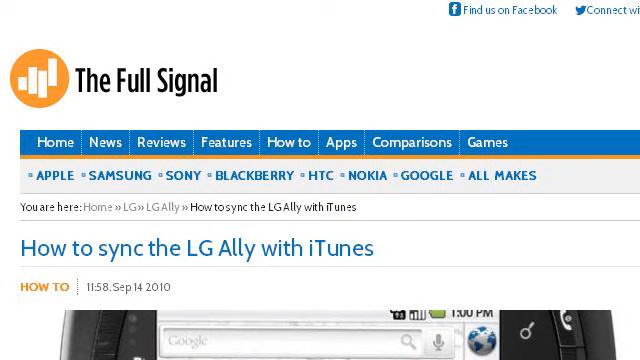 Find us on Facebook Connect wi
The Full Signal
Home News Reviews Features How to Apps Comparisons Games
APPLE SAMSUNG SONY BLACKBERRY HTC NOKIA GOOGLE ALL MAKES
You are here: Home » LG » LG Ally » How to sync the LG Ally with iTunes
How to sync the LG Ally with iTunes
HOW TO 11:58, Sep 14 2010
1:00 PM
Google